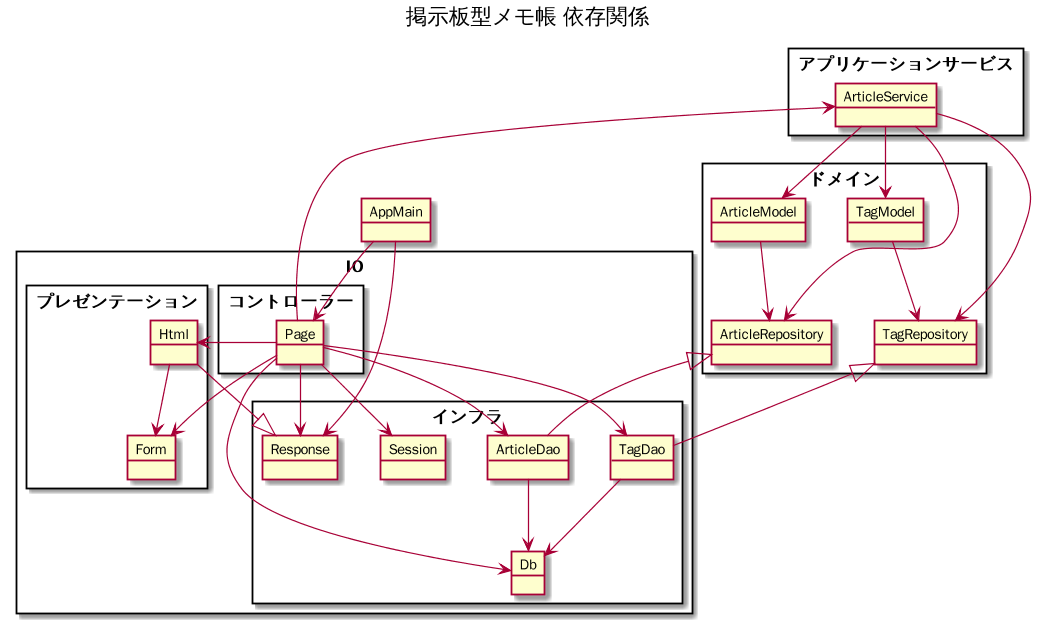 掲示板型メモ帳 依存関係
アプリケーションサービス
ArticleService
ドメイン
ArticleModel
TagModel
AppMain
IO
プレゼンテーション
コントローラー
Html
Page
ArticleRepository
TagRepository
インフラ
Form
Response
Session
ArticleDao
TagDao
Db